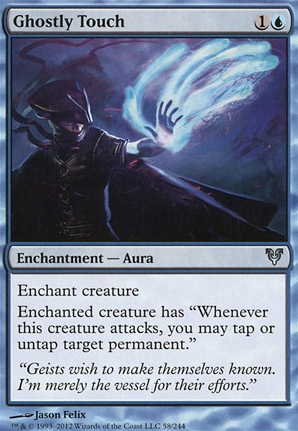 Ghostly Touch 1
Enchantment — Aura
Enchant creature
Enchanted creature has “Whenever
this creature attacks, you may tap or
untap target permanent.”
“Geists wish to make themselves known.
I’m merely the vessel for their efforts.”
Jason Felix
™ & © 1993–2012 Wizards of the Coast LLC 58/244